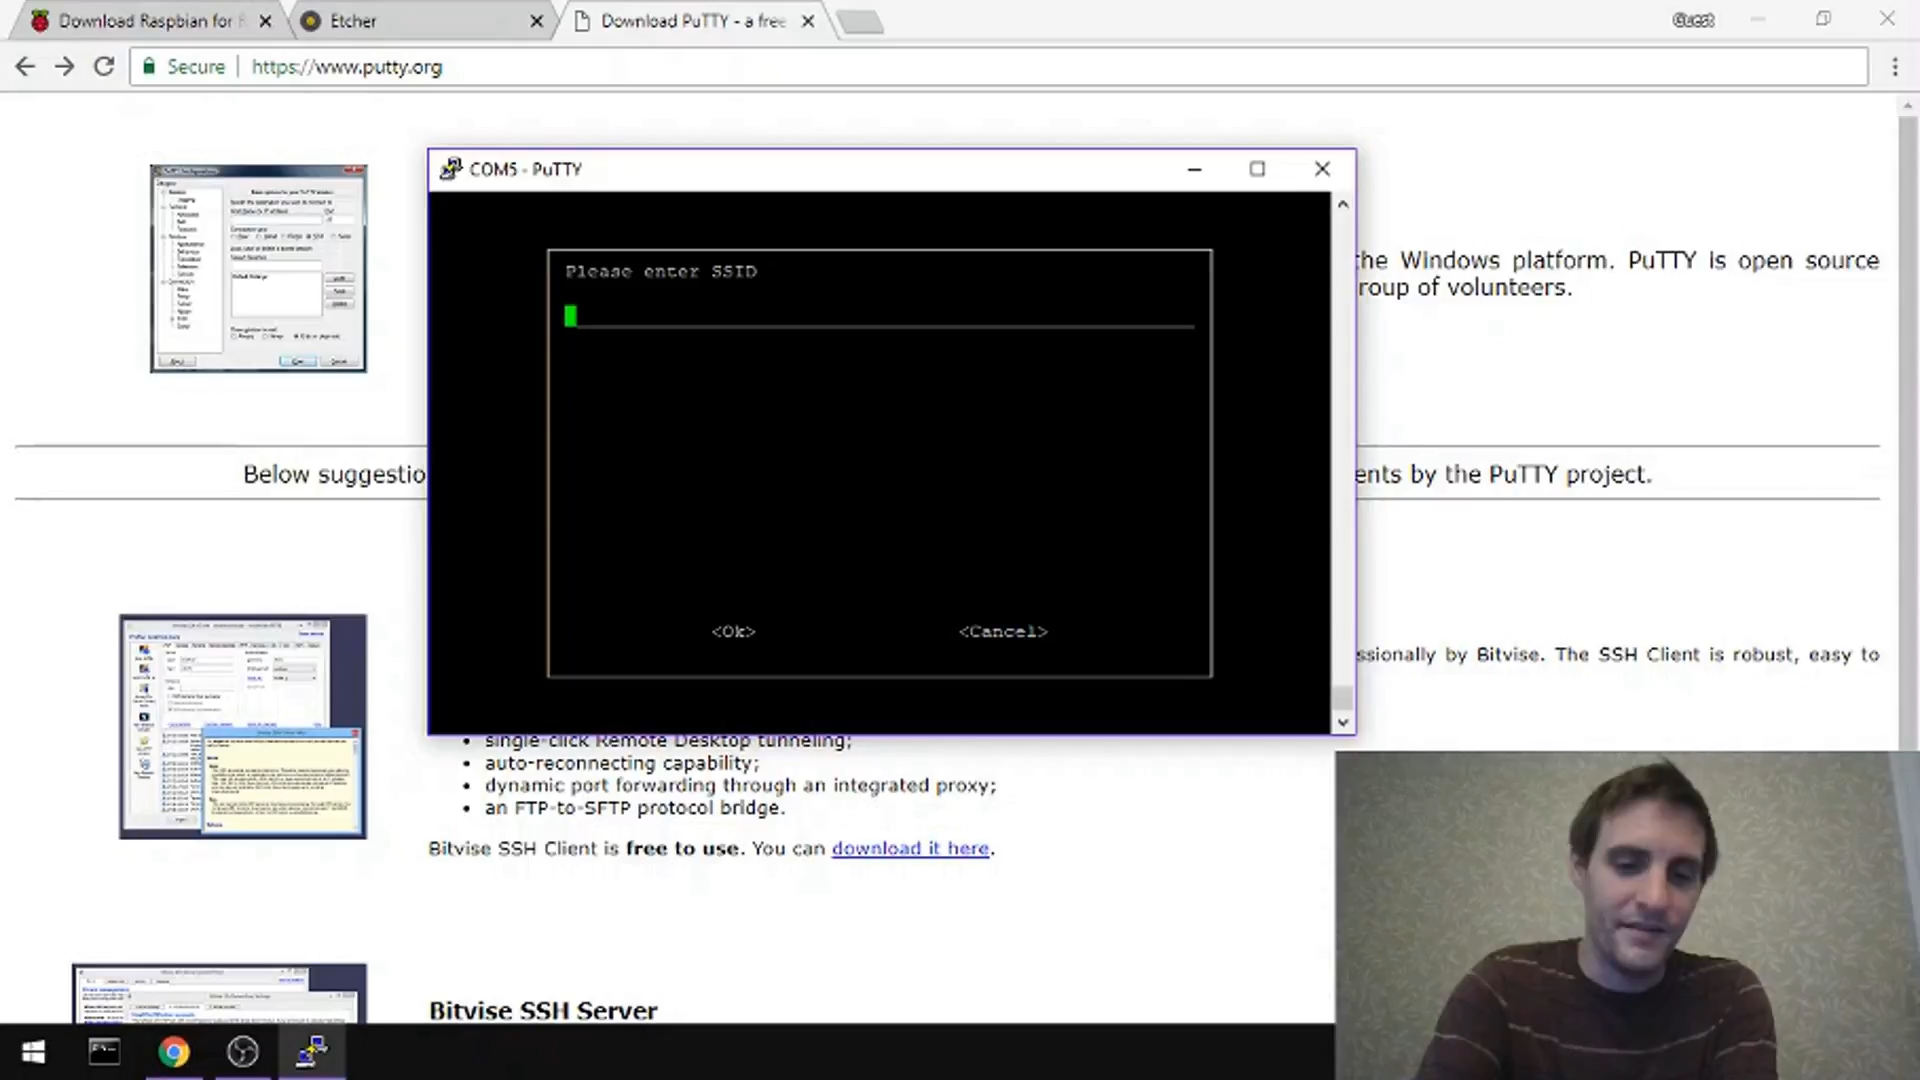 Download Raspbian for R
Etcher
Download PuTTY - a free
Guest
Secure
https://www.putty.org
COM5 - PuTTY
Please enter SSID
<Ok>
<Cancel>
the Windows platform. PuTTY is open source
roup of volunteers.
Below suggestio
ents by the PuTTY project.
ssionally by Bitvise. The SSH Client is robust, easy to
single-click Remote Desktop tunneling;
auto-reconnecting capability;
dynamic port forwarding through an integrated proxy;
an FTP-to-SFTP protocol bridge.
Bitvise SSH Client is free to use. You can download it here.
Bitvise SSH Server